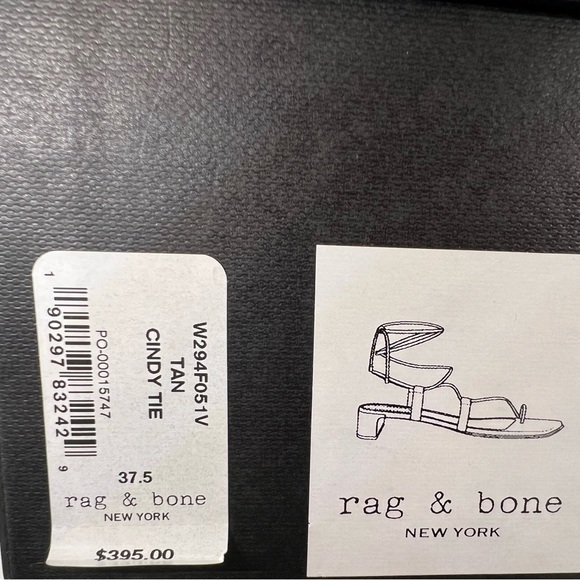 W294F051V
TAN
CINDY TIE
PO-00015747
1 90297 83242 9
37.5
rag & bone
NEW YORK
$395.00
rag & bone
NEW YORK